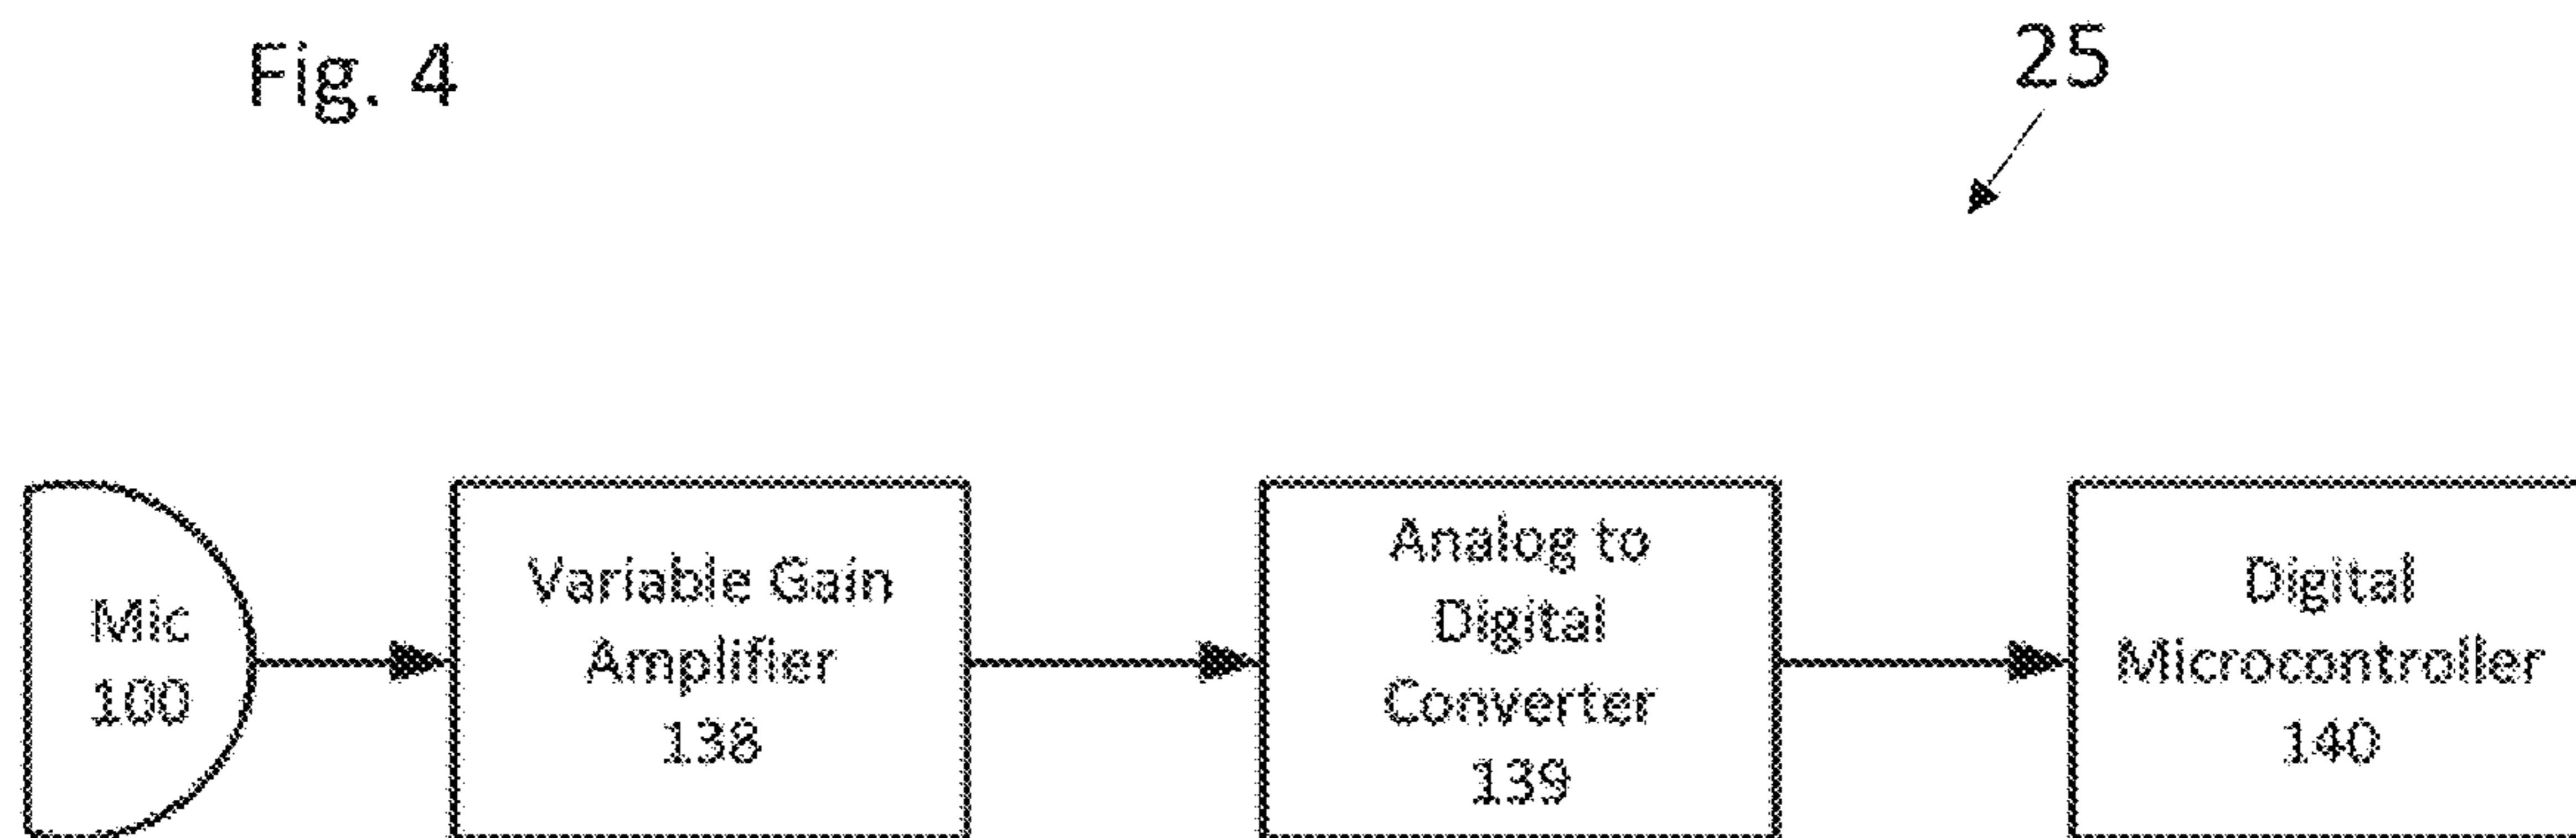 Fig. 4
25
Mic
100
Variable Gain
Amplifier
138
Analog to
Digital
Converter
139
Digital
Microcontroller
140